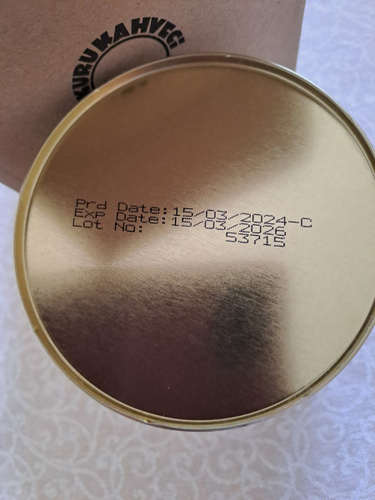 KURU KAHVECİ
Prd Date:15/03/2024-C
Exp Date:15/03/2026
Lot No: 53715